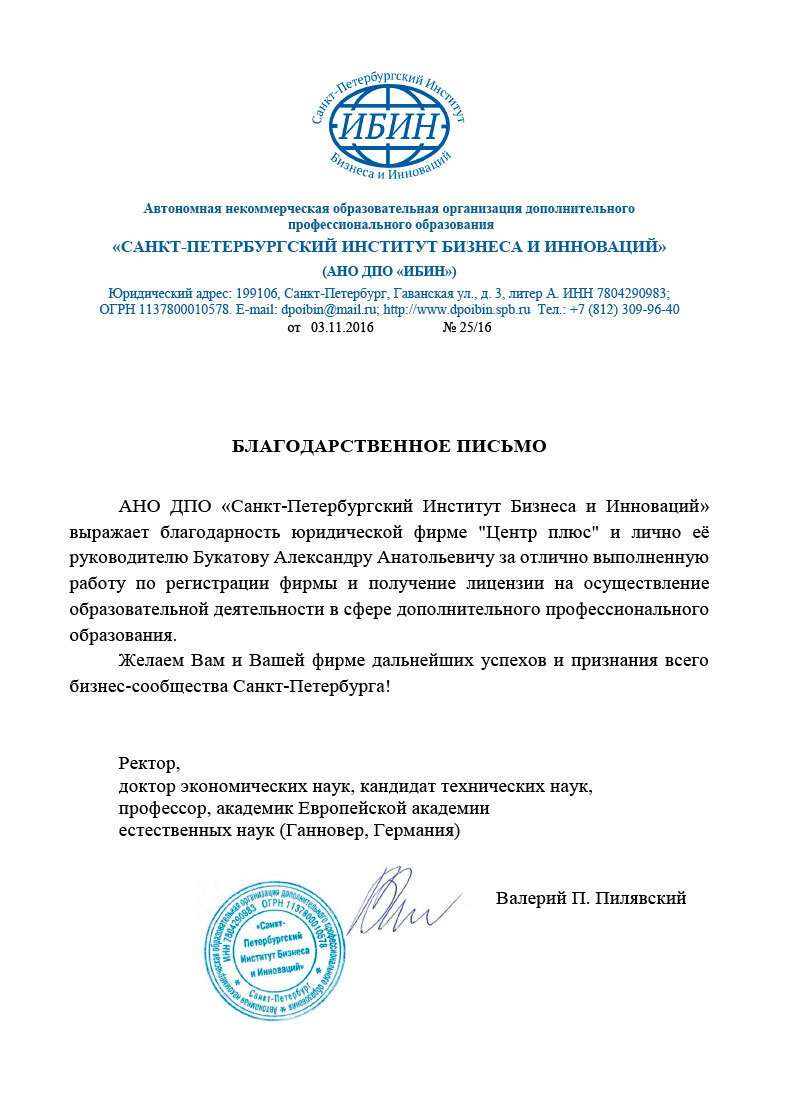 Санкт-Петербургский Институт
ИБИН
Бизнеса и Инноваций
Автономная некоммерческая образовательная организация дополнительного
профессионального образования
«САНКТ-ПЕТЕРБУРГСКИЙ ИНСТИТУТ БИЗНЕСА И ИННОВАЦИЙ»
(АНО ДПО «ИБИН»)
Юридический адрес: 199106, Санкт-Петербург, Гаванская ул., д. 3, литер А. ИНН 7804290983;
ОГРН 1137800010578. E-mail: dpoibin@mail.ru; http://www.dpoibin.spb.ru Тел.: +7 (812) 309-96-40
от 03.11.2016 № 25/16
БЛАГОДАРСТВЕННОЕ ПИСЬМО
АНО ДПО «Санкт-Петербургский Институт Бизнеса и Инноваций»
выражает благодарность юридической фирме "Центр плюс" и лично её
руководителю Букатову Александру Анатольевичу за отлично выполненную
работу по регистрации фирмы и получение лицензии на осуществление
образовательной деятельности в сфере дополнительного профессионального
образования.
Желаем Вам и Вашей фирме дальнейших успехов и признания всего
бизнес-сообщества Санкт-Петербурга!
Ректор,
доктор экономических наук, кандидат технических наук,
профессор, академик Европейской академии
естественных наук (Ганновер, Германия)
Валерий П. Пилявский
Автономная некоммерческая образовательная организация дополнительного профессионального образования
ИНН 7804290983 ОГРН 1137800010578
«Санкт-
Петербургский
Институт Бизнеса
и Инноваций»
Санкт-Петербург